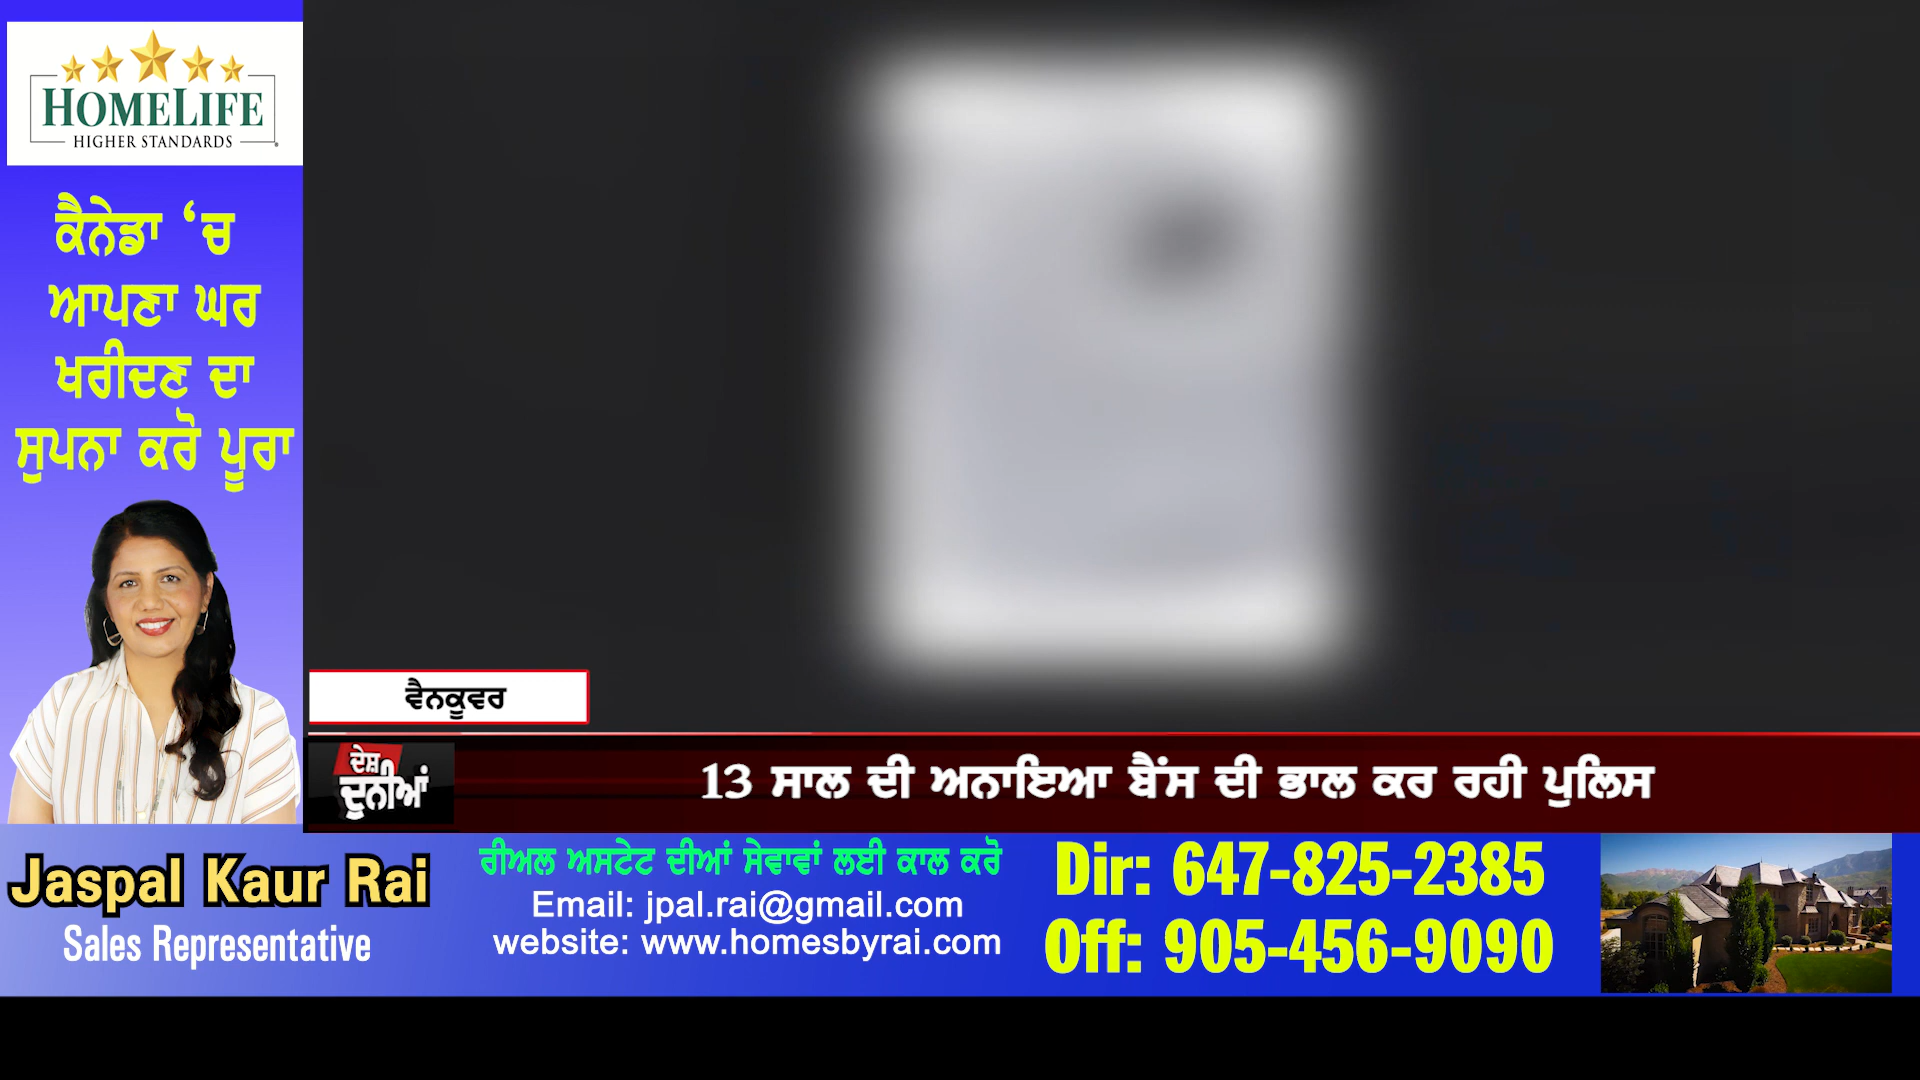 HOMELIFE
HIGHER STANDARDS
ਕੈਨੇਡਾ ‘ਚ
ਆਪਣਾ ਘਰ
ਖਰੀਦਣ ਦਾ
ਸੁਪਨਾ ਕਰੋ ਪੂਰਾ
ਵੈਨਕੂਵਰ
ਦੇਸ਼
ਦੁਨੀਆਂ
13 ਸਾਲ ਦੀ ਅਨਾਇਆ ਬੈਂਸ ਦੀ ਭਾਲ ਕਰ ਰਹੀ ਪੁਲਿਸ
Jaspal Kaur Rai
Sales Representative
ਰੀਅਲ ਅਸਟੇਟ ਦੀਆਂ ਸੇਵਾਵਾਂ ਲਈ ਕਾਲ ਕਰੋ
Email: jpal.rai@gmail.com
website: www.homesbyrai.com
Dir: 647-825-2385
Off: 905-456-9090